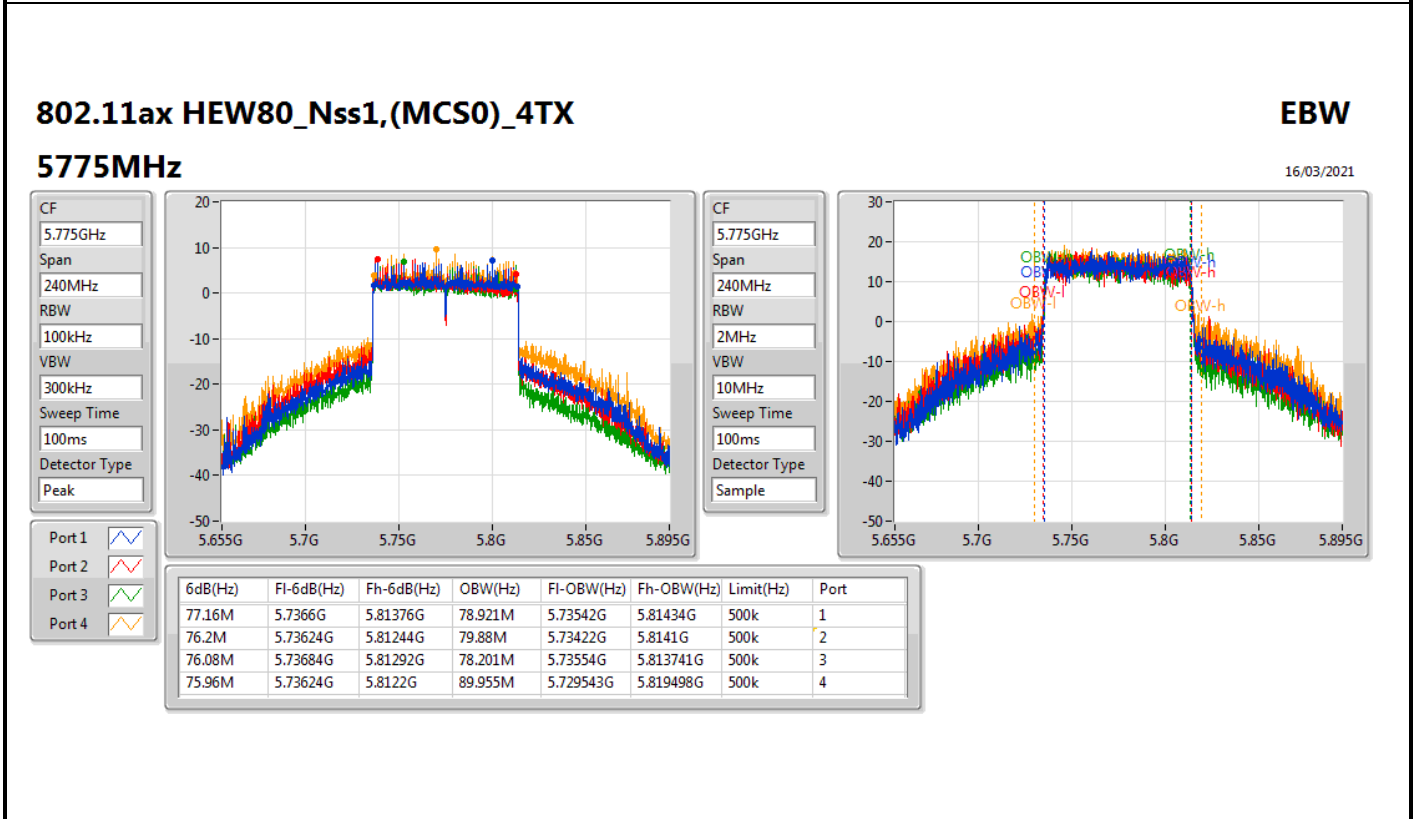 802.11ax HEW80_Nss1,(MCS0)_4TX EBW
5775MHz 16/03/2021
CF
5.775GHz
Span
240MHz
RBW
100kHz
VBW
300kHz
Sweep Time
100ms
Detector Type
Peak
20
10
0
-10
-20
-30
-40
-50
5.655G 5.7G 5.75G 5.8G 5.85G 5.895G
CF
5.775GHz
Span
240MHz
RBW
2MHz
VBW
10MHz
Sweep Time
100ms
Detector Type
Sample
30
20
10
0
-10
-20
-30
-40
-50
OBW-l
OBW-l
OBW-h
OBW-h
5.655G 5.7G 5.75G 5.8G 5.85G 5.895G
Port 1
Port 2
Port 3
Port 4
6dB(Hz) Fl-6dB(Hz) Fh-6dB(Hz) OBW(Hz) Fl-OBW(Hz) Fh-OBW(Hz) Limit(Hz) Port
77.16M 5.7366G 5.81376G 78.921M 5.73542G 5.81434G 500k 1
76.2M 5.73624G 5.81244G 79.88M 5.73422G 5.8141G 500k 2
76.08M 5.73684G 5.81292G 78.201M 5.73554G 5.813741G 500k 3
75.96M 5.73624G 5.8122G 89.955M 5.729543G 5.819498G 500k 4